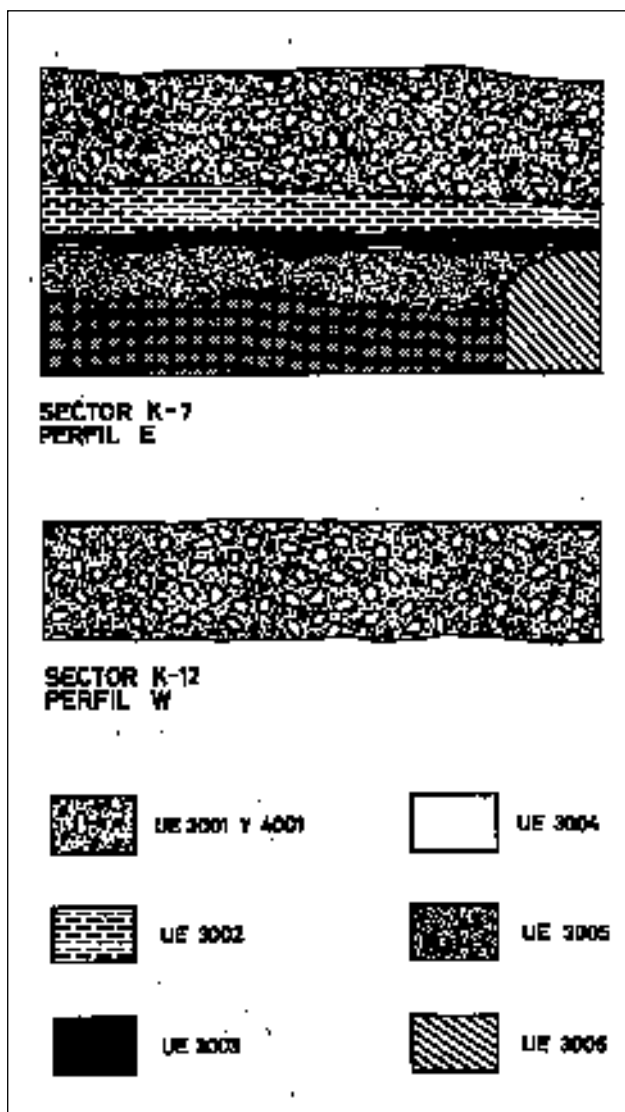 SECTOR K-7
PERFIL E
SECTOR K-12
PERFIL W
UE 3001 Y 4001
UE 3004
UE 3002
UE 3005
UE 3003
UE 3006